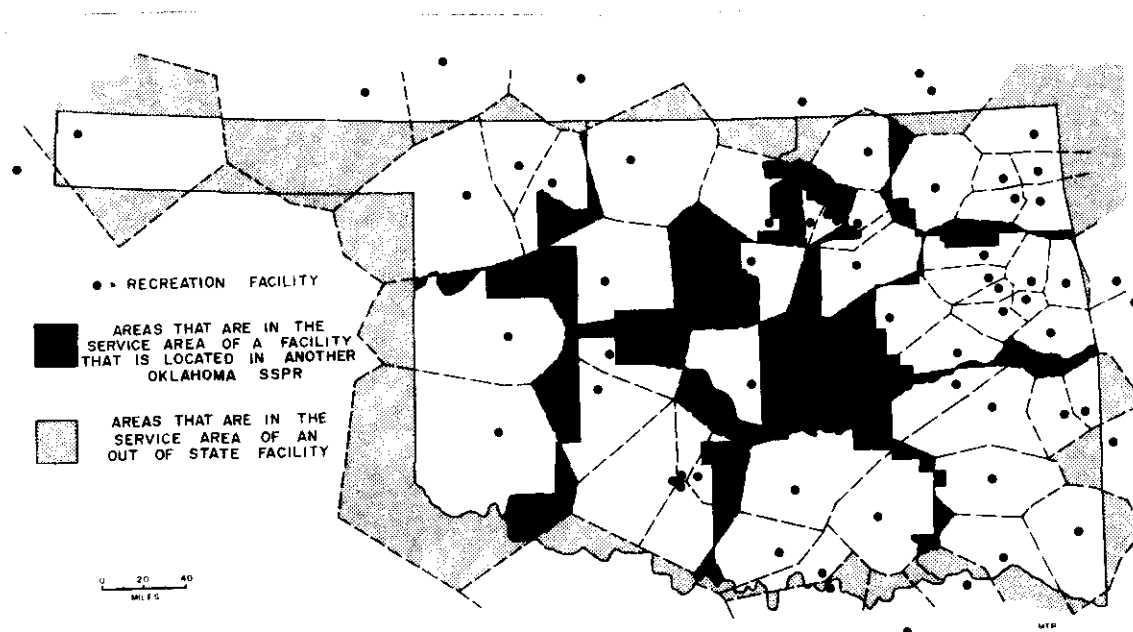 • - RECREATION FACILITY
AREAS THAT ARE IN THE
SERVICE AREA OF A FACILITY
THAT IS LOCATED IN ANOTHER
OKLAHOMA SSPR
AREAS THAT ARE IN THE
SERVICE AREA OF AN
OUT OF STATE FACILITY
0 20 40
MILES
MTP